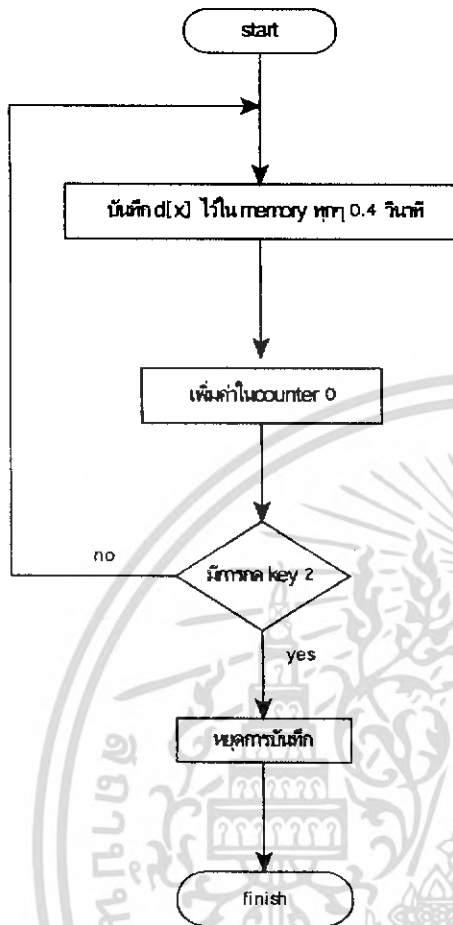 start
บันทึก d[x] ไว้ใน memory ทุกๆ 0.4 วินาที
เพิ่มค่าในcounter 0
มีการกด key 2
no
yes
หยุดการบันทึก
finish